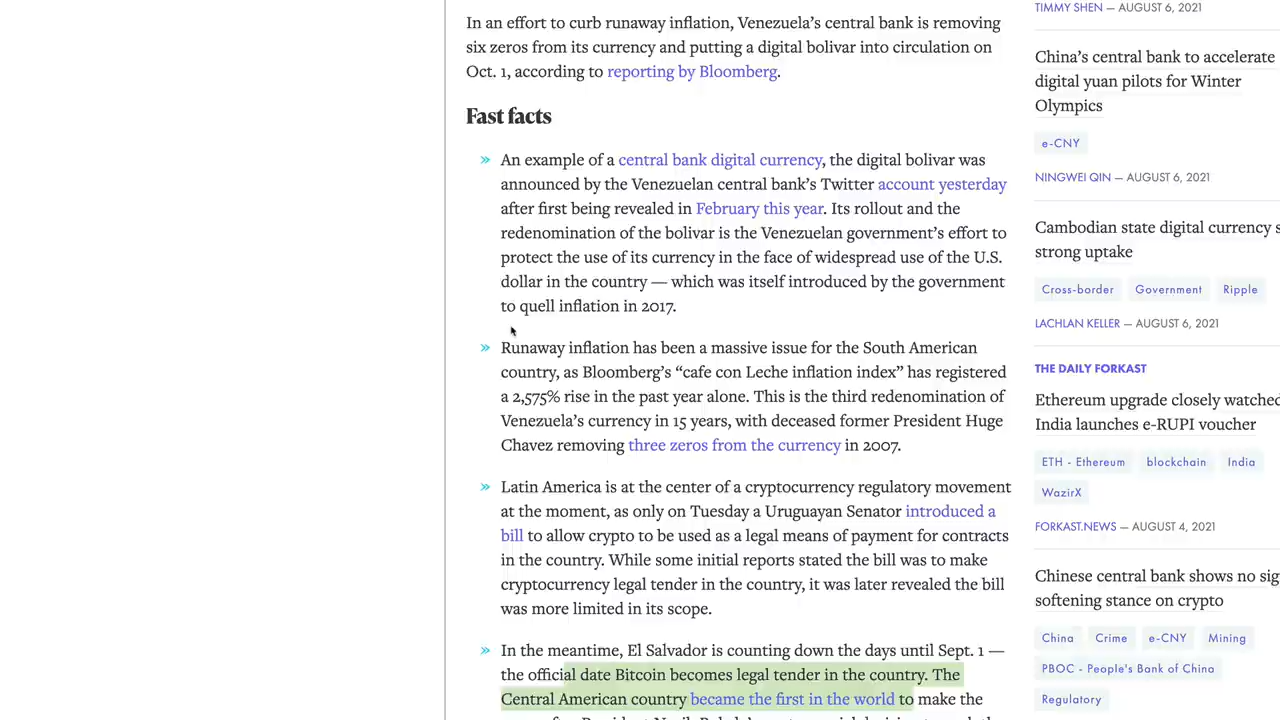 In an effort to curb runaway inflation, Venezuela’s central bank is removing
six zeros from its currency and putting a digital bolivar into circulation on
Oct. 1, according to reporting by Bloomberg.
Fast facts
» An example of a central bank digital currency, the digital bolivar was
announced by the Venezuelan central bank’s Twitter account yesterday
after first being revealed in February this year. Its rollout and the
redenomination of the bolivar is the Venezuelan government’s effort to
protect the use of its currency in the face of widespread use of the U.S.
dollar in the country — which was itself introduced by the government
to quell inflation in 2017.
» Runaway inflation has been a massive issue for the South American
country, as Bloomberg’s “cafe con Leche inflation index” has registered
a 2,575% rise in the past year alone. This is the third redenomination of
Venezuela’s currency in 15 years, with deceased former President Huge
Chavez removing three zeros from the currency in 2007.
» Latin America is at the center of a cryptocurrency regulatory movement
at the moment, as only on Tuesday a Uruguayan Senator introduced a
bill to allow crypto to be used as a legal means of payment for contracts
in the country. While some initial reports stated the bill was to make
cryptocurrency legal tender in the country, it was later revealed the bill
was more limited in its scope.
» In the meantime, El Salvador is counting down the days until Sept. 1 —
the official date Bitcoin becomes legal tender in the country. The
Central American country became the first in the world to make the
TIMMY SHEN — AUGUST 6, 2021
China’s central bank to accelerate
digital yuan pilots for Winter
Olympics
e-CNY
NINGWEI QIN — AUGUST 6, 2021
Cambodian state digital currency s
strong uptake
Cross-border Government Ripple
LACHLAN KELLER — AUGUST 6, 2021
THE DAILY FORKAST
Ethereum upgrade closely watched
India launches e-RUPI voucher
ETH - Ethereum blockchain India
WazirX
FORKAST.NEWS — AUGUST 4, 2021
Chinese central bank shows no sig
softening stance on crypto
China Crime e-CNY Mining
PBOC - People's Bank of China
Regulatory